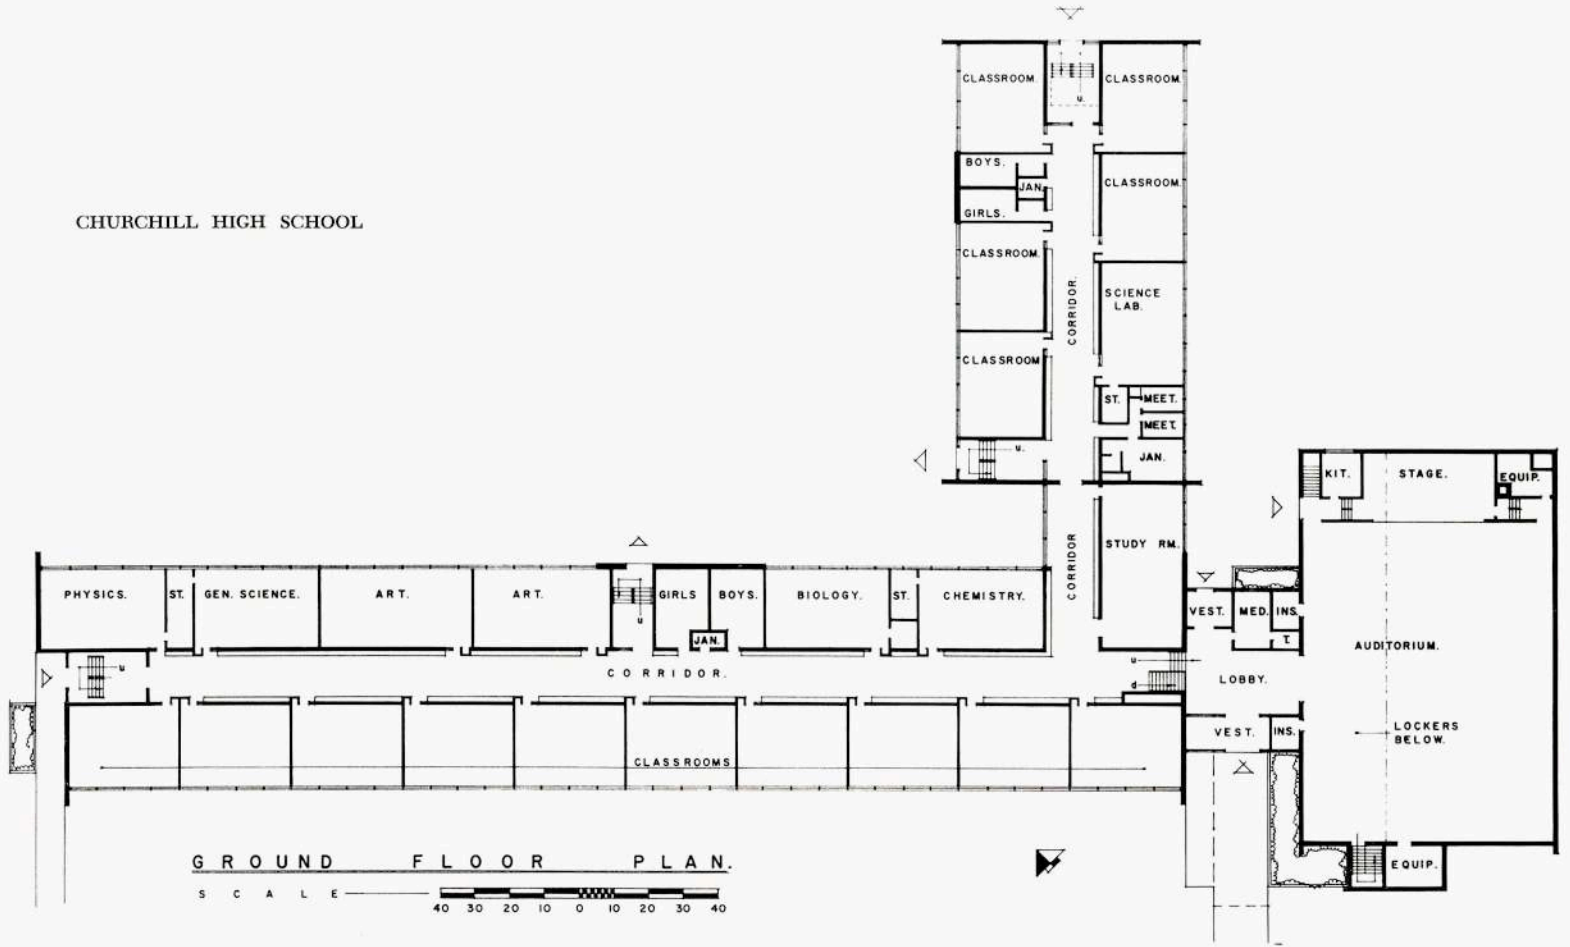 CHURCHILL HIGH SCHOOL
CLASSROOM.
u.
CLASSROOM.
BOYS.
JAN.
GIRLS.
CLASSROOM.
CLASSROOM.
CORRIDOR.
SCIENCE
LAB.
CLASSROOM
ST.
MEET.
MEET.
u.
JAN.
KIT.
STAGE.
EQUIP.
CORRIDOR
STUDY RM.
PHYSICS.
ST.
GEN. SCIENCE.
ART.
ART.
u
GIRLS
BOYS.
JAN.
BIOLOGY.
ST.
CHEMISTRY.
VEST.
MED.
INS.
T.
AUDITORIUM.
u
CORRIDOR.
u
d
LOBBY.
VEST.
INS.
LOCKERS
BELOW.
CLASSROOMS
EQUIP.
GROUND FLOOR PLAN.
SCALE
40 30 20 10 0 10 20 30 40